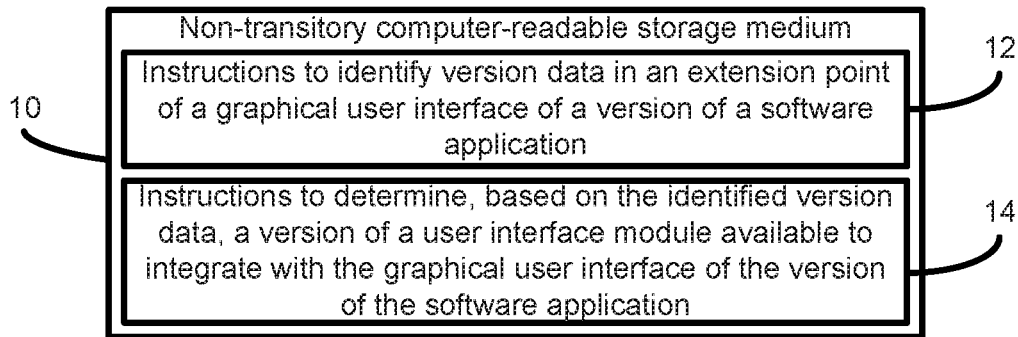 Non-transitory computer-readable storage medium
12
Instructions to identify version data in an extension point
of a graphical user interface of a version of a software
application
10
Instructions to determine, based on the identified version
data, a version of a user interface module available to
integrate with the graphical user interface of the version
of the software application
14